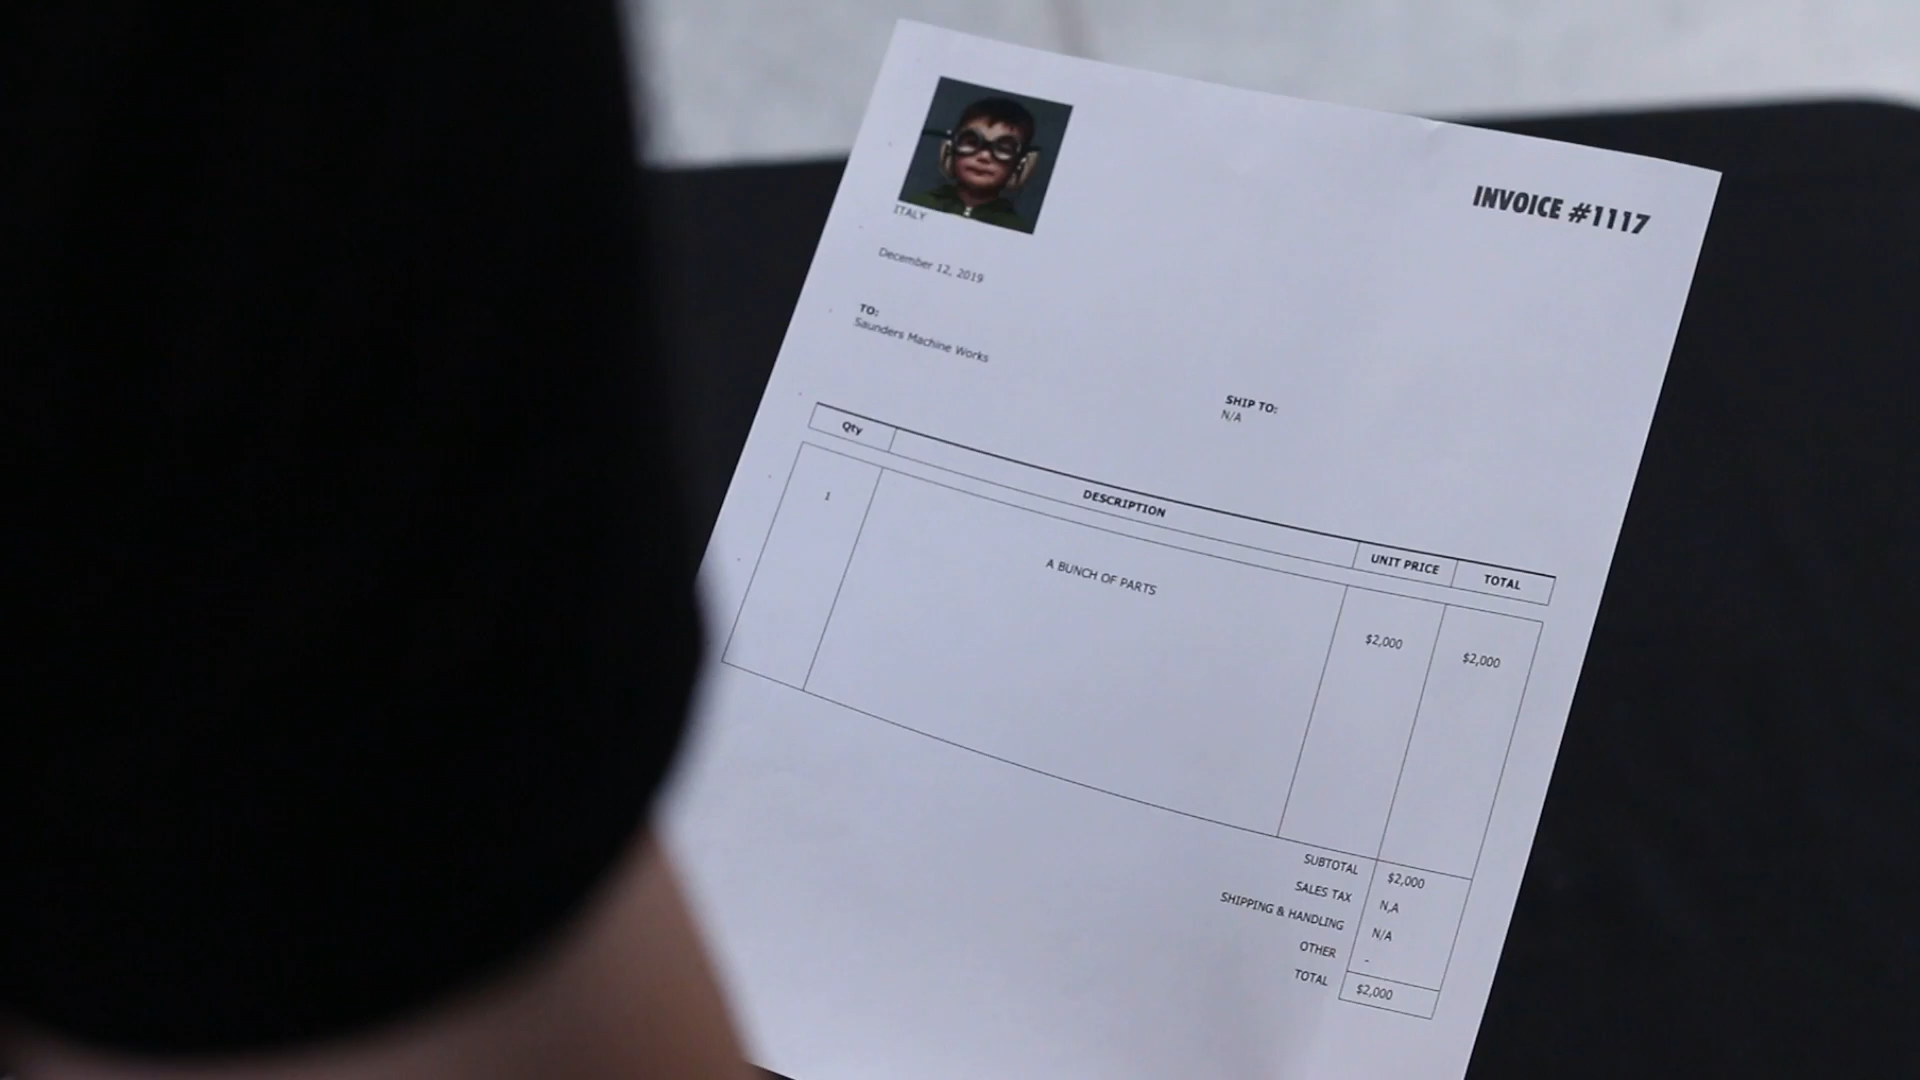 INVOICE #1117
ITALY
December 12, 2019
TO:
Saunders Machine Works
SHIP TO:
N/A
Qty DESCRIPTION UNIT PRICE TOTAL
1 A BUNCH OF PARTS $2,000 $2,000
SUBTOTAL $2,000
SALES TAX N,A
SHIPPING & HANDLING N/A
OTHER -
TOTAL $2,000